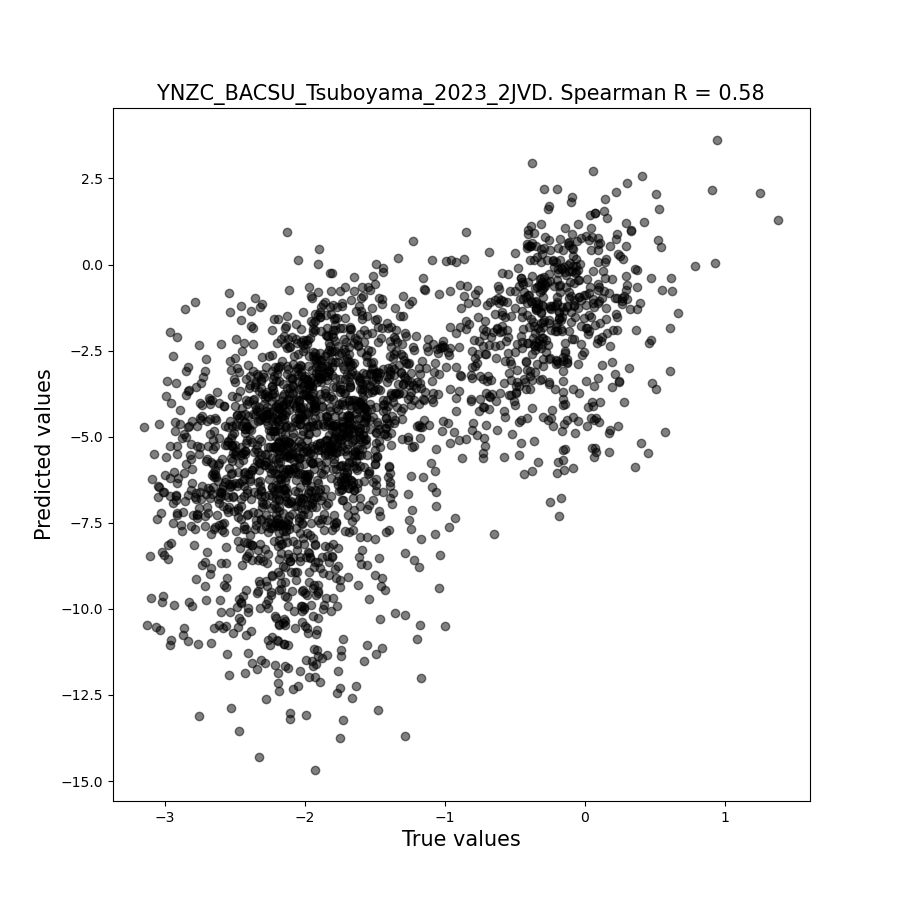 YNZC_BACSU_Tsuboyama_2023_2JVD. Spearman R = 0.58
2.5
0.0
−2.5
−5.0
−7.5
−10.0
−12.5
−15.0
Predicted values
−3 −2 −1 0 1
True values